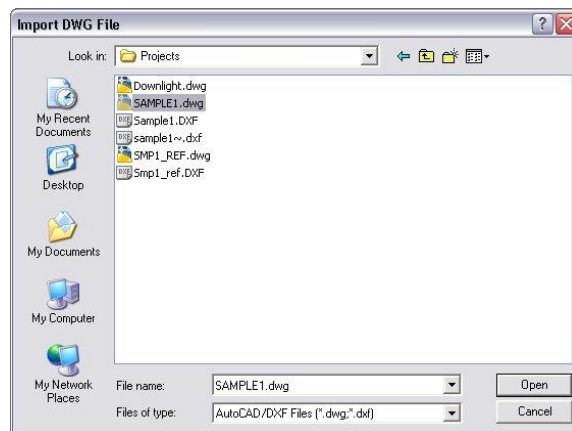 Import DWG File
Look in: Projects
My Recent
Documents
Desktop
My Documents
My Computer
My Network
Places
Downlight.dwg
SAMPLE1.dwg
Sample1.DXF
sample1~.dxf
SMP1_REF.dwg
Smp1_ref.DXF
File name: SAMPLE1.dwg Open
Files of type: AutoCAD/DXF Files (*.dwg;*.dxf) Cancel